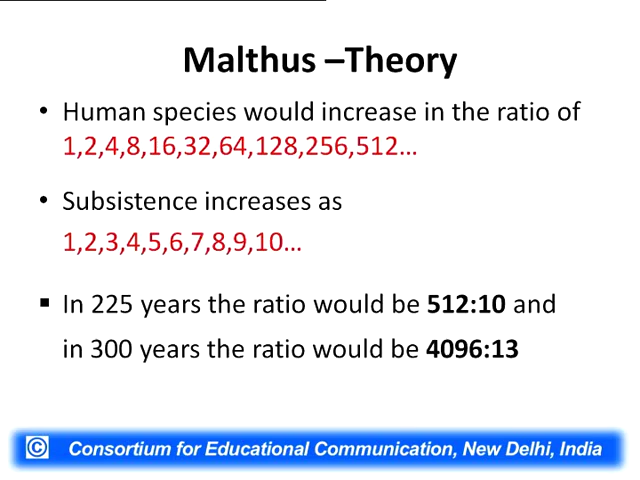 Malthus –Theory
• Human species would increase in the ratio of
1,2,4,8,16,32,64,128,256,512…
• Subsistence increases as
1,2,3,4,5,6,7,8,9,10…
▪ In 225 years the ratio would be 512:10 and
in 300 years the ratio would be 4096:13
© Consortium for Educational Communication, New Delhi, India